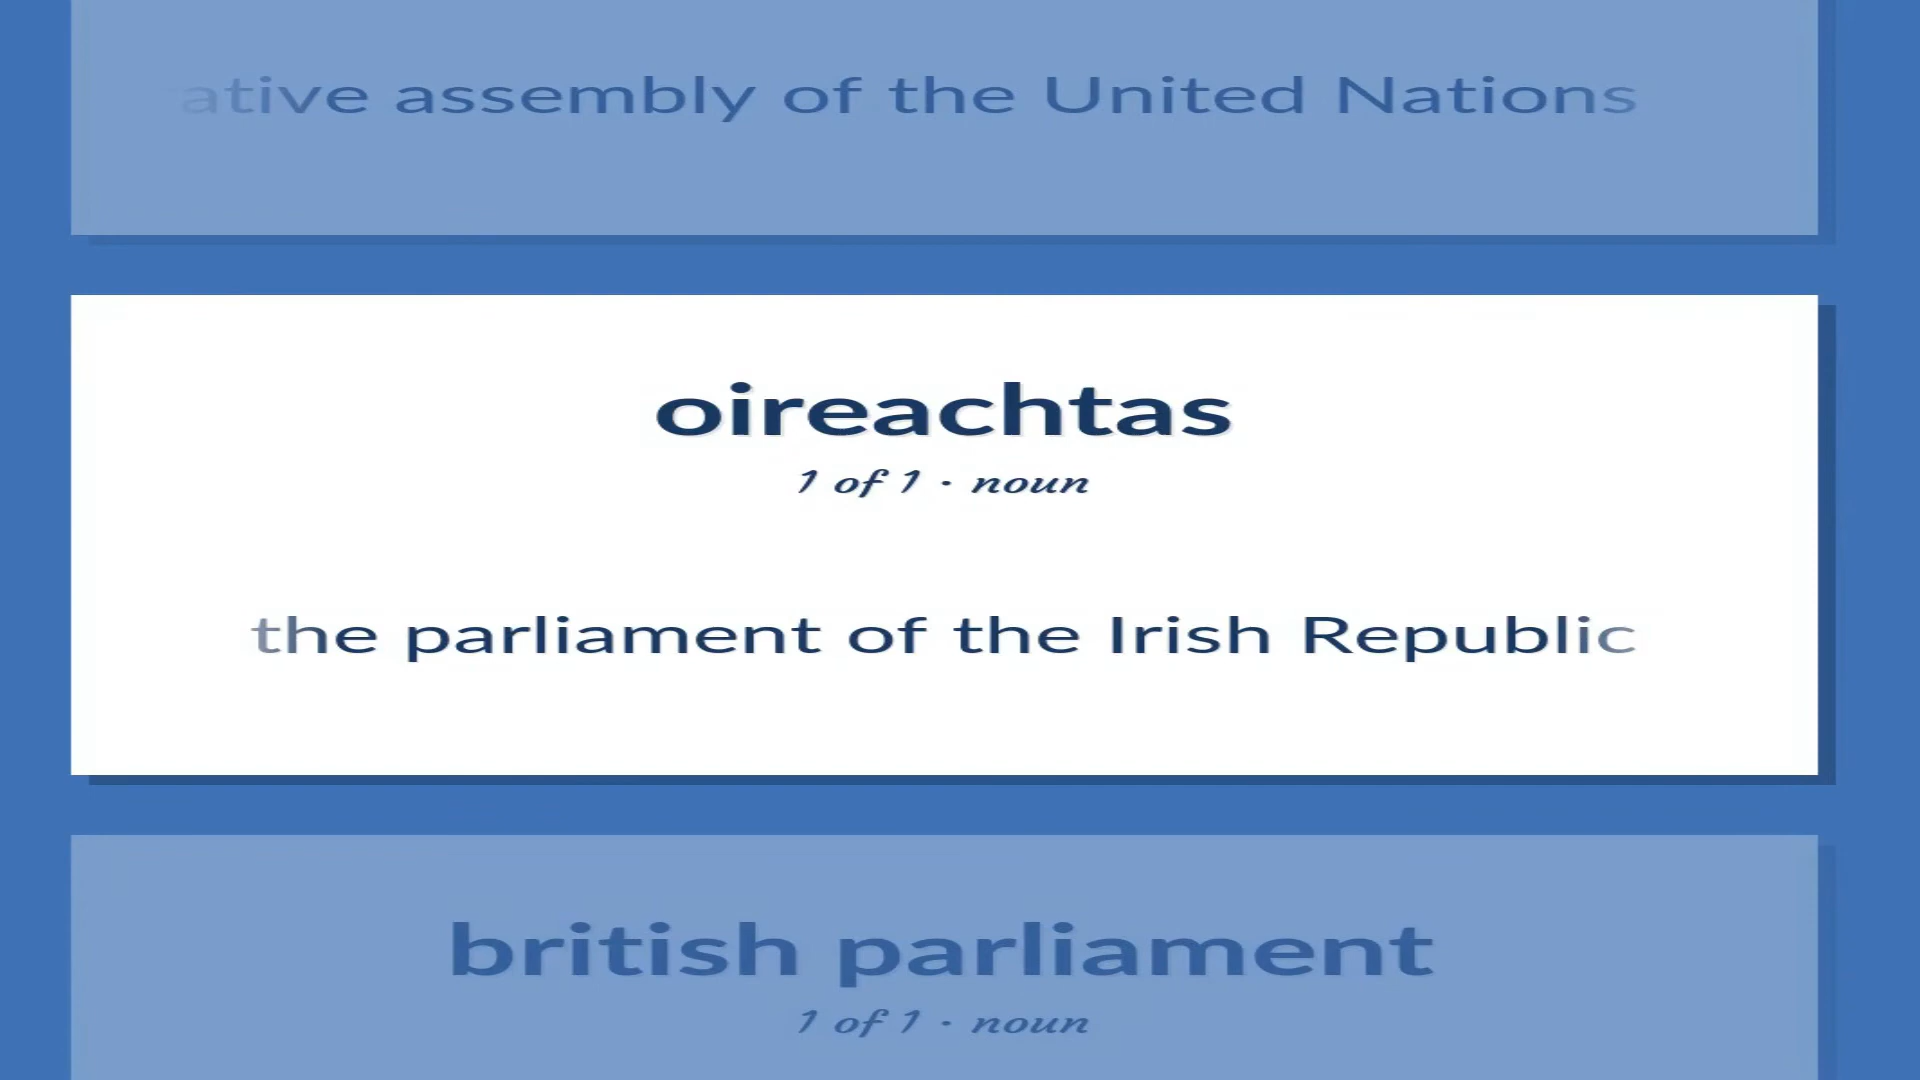 ative assembly of the United Nations
oireachtas
1 of 1 · noun
the parliament of the Irish Republic
british parliament
1 of 1 · noun